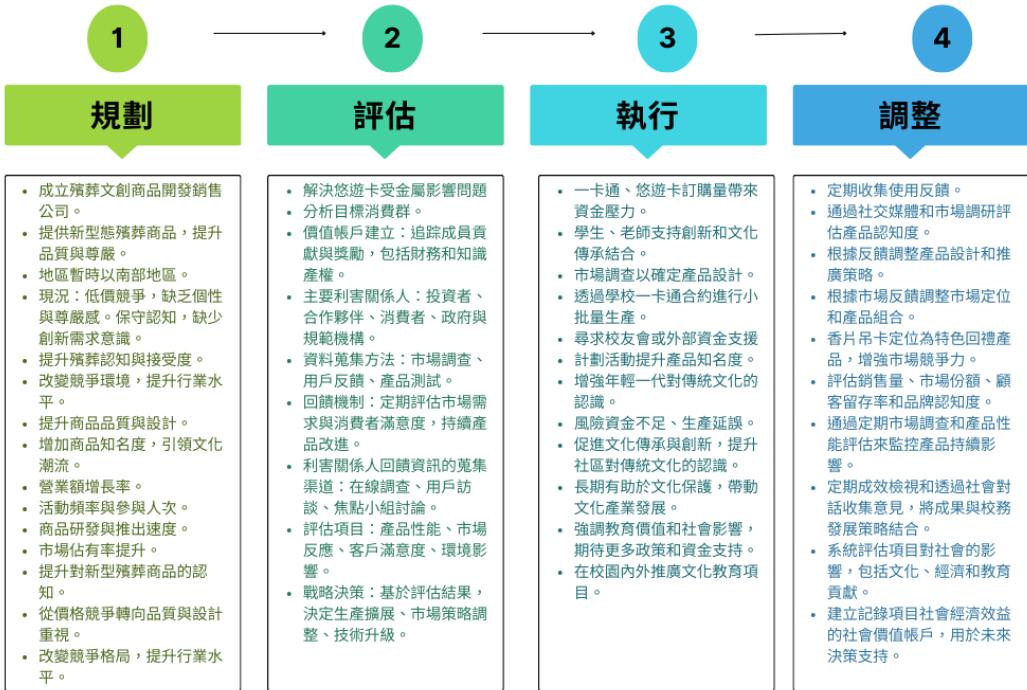 1
2
3
4
規劃
評估
執行
調整
• 成立殯葬文創商品開發銷售
公司。
• 提供新型態殯葬商品，提升
品質與尊嚴。
• 地區暫時以南部地區。
• 現況：低價競爭，缺乏個性
與尊嚴感。保守認知，缺少
創新需求意識。
• 提升殯葬認知與接受度。
• 改變競爭環境，提升行業水
平。
• 提升商品品質與設計。
• 增加商品知名度，引領文化
潮流。
• 營業額增長率。
• 活動頻率與參與人次。
• 商品研發與推出速度。
• 市場佔有率提升。
• 提升對新型殯葬商品的認
知。
• 從價格競爭轉向品質與設計
重視。
• 改變競爭格局，提升行業水
平。
• 解決悠遊卡受金屬影響問題
• 分析目標消費群。
• 價值帳戶建立：追踪成員貢
獻與獎勵，包括財務和知識
產權。
• 主要利害關係人：投資者、
合作夥伴、消費者、政府與
規範機構。
• 資料蒐集方法：市場調查、
用戶反饋、產品測試。
• 回饋機制：定期評估市場需
求與消費者滿意度，持續產
品改進。
• 利害關係人回饋資訊的蒐集
渠道：在線調查、用戶訪
談、焦點小組討論。
• 評估項目：產品性能、市場
反應、客戶滿意度、環境影
響。
• 戰略決策：基於評估結果，
決定生產擴展、市場策略調
整、技術升級。
• 一卡通、悠遊卡訂購量帶來
資金壓力。
• 學生、老師支持創新和文化
傳承結合。
• 市場調查以確定產品設計。
• 透過學校一卡通合約進行小
批量生產。
• 尋求校友會或外部資金支援
• 計劃活動提升產品知名度。
• 增強年輕一代對傳統文化的
認識。
• 風險資金不足、生產延誤。
• 促進文化傳承與創新，提升
社區對傳統文化的認識。
• 長期有助於文化保護，帶動
文化產業發展。
• 強調教育價值和社會影響，
期待更多政策和資金支持。
• 在校園內外推廣文化教育項
目。
• 定期收集使用反饋。
• 通過社交媒體和市場調研評
估產品認知度。
• 根據反饋調整產品設計和推
廣策略。
• 根據市場反饋調整市場定位
和產品組合。
• 香片吊卡定位為特色回禮產
品，增強市場競爭力。
• 評估銷售量、市場份額、顧
客留存率和品牌認知度。
• 通過定期市場調查和產品性
能評估來監控產品持續影
響。
• 定期成效檢視和透過社會對
話收集意見，將成果與校務
發展策略結合。
• 系統評估項目對社會的影
響，包括文化、經濟和教育
貢獻。
• 建立記錄項目社會經濟效益
的社會價值帳戶，用於未來
決策支持。